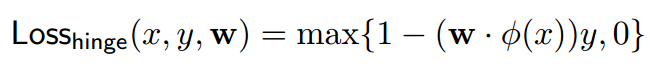 Loss_hinge(x, y, w) = max{1 − (w · ϕ(x))y, 0}